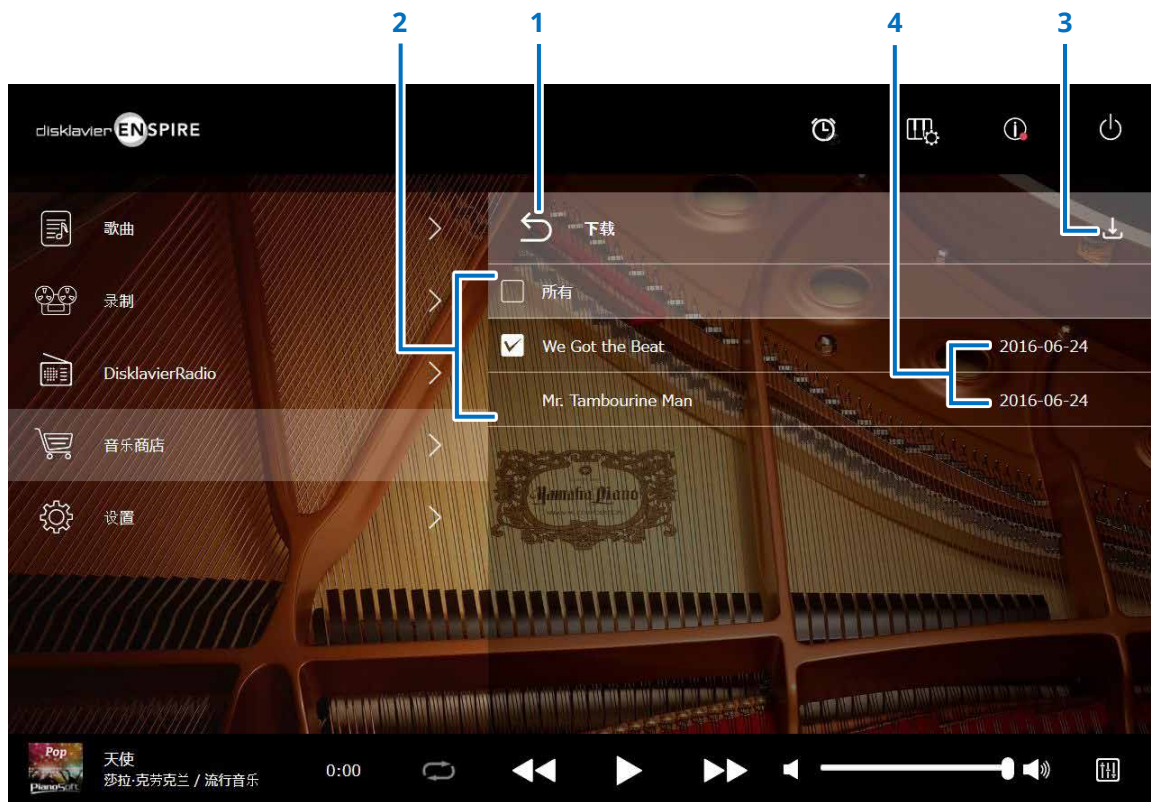 2 1 4 3
disklavier ENSPIRE
歌曲
录制
DisklavierRadio
音乐商店
设置
下载
所有
We Got the Beat 2016-06-24
Mr. Tambourine Man 2016-06-24
Yamaha Piano
Pop
PianoSoft
天使
莎拉·克劳克兰 / 流行音乐
0:00